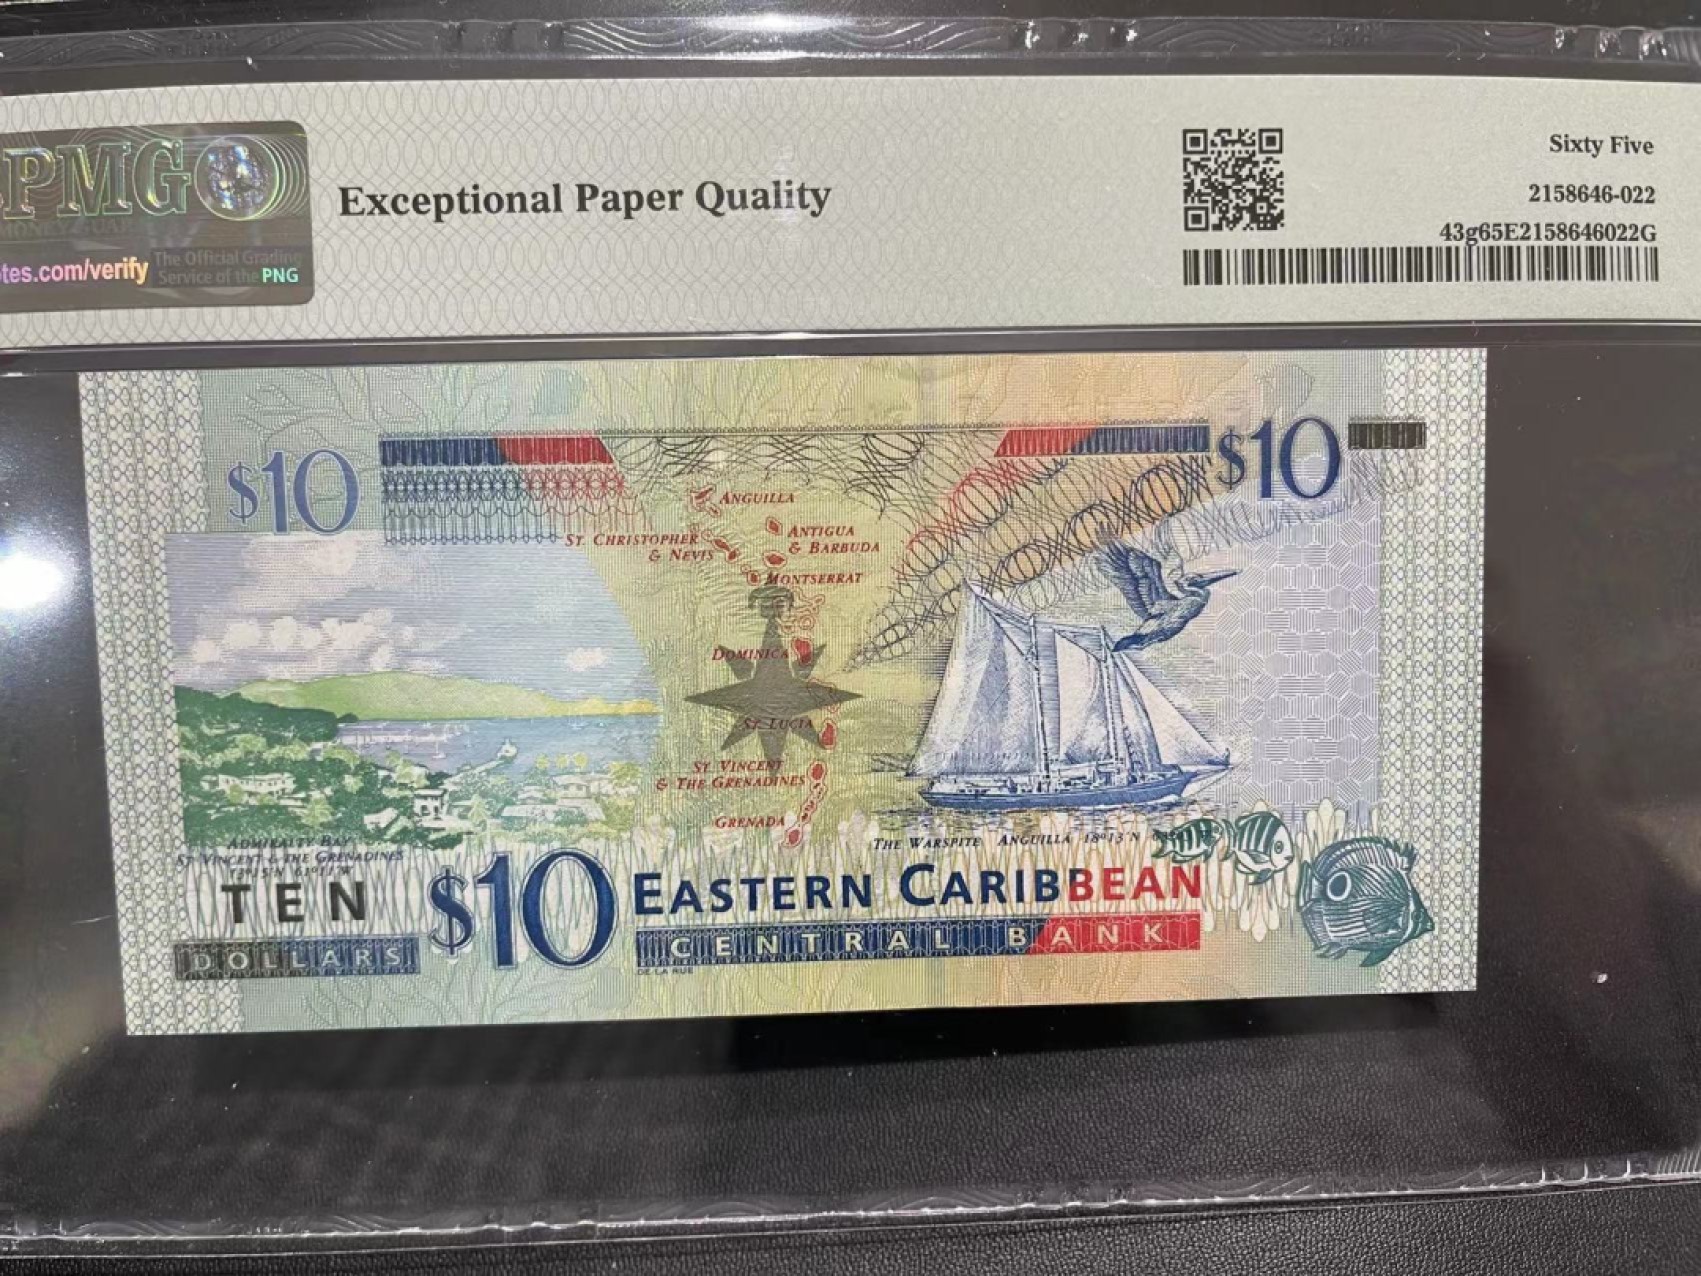 PMG
tes.com/verify
The Official Grading
Service of the PNG
Exceptional Paper Quality
Sixty Five
2158646-022
43g65E2158646022G
$10
$10
ANGUILLA
ST. CHRISTOPHER
& NEVIS
ANTIGUA
& BARBUDA
MONTSERRAT
DOMINICA
ST. LUCIA
ST VINCENT
& THE GRENADINES
GRENADA
ADMIRALTY BAY
ST VINCENT & THE GRENADINES
THE WARSPITE ANGUILLA 18°13'N
TEN
DOLLARS
$10
EASTERN CARIBBEAN
CENTRAL BANK
DE LA RUE